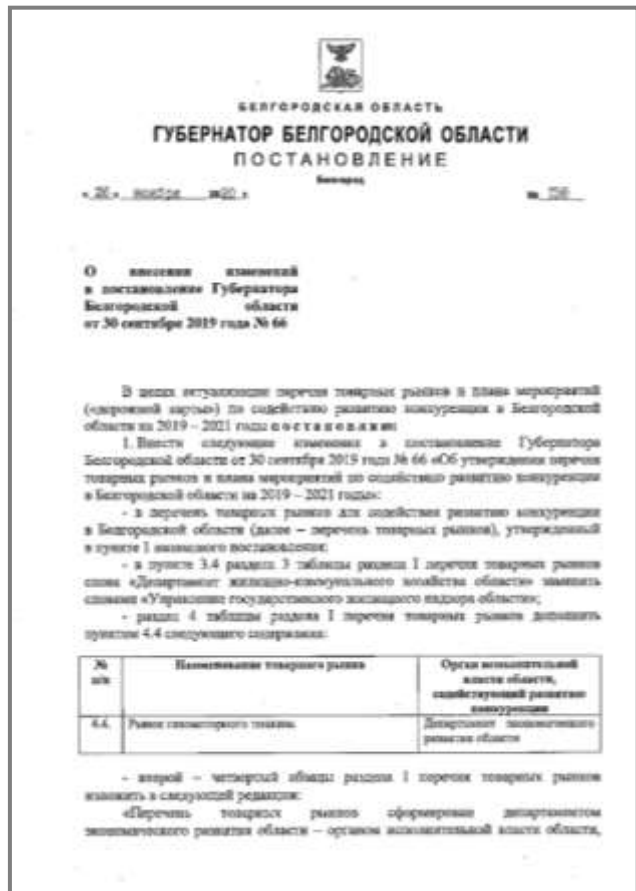 БЕЛГОРОДСКАЯ ОБЛАСТЬ
ГУБЕРНАТОР БЕЛГОРОДСКОЙ ОБЛАСТИ
ПОСТАНОВЛЕНИЕ
Белгород
« 26 » ноября 2020 г. №
О внесении изменений
в постановление Губернатора
Белгородской области
от 30 сентября 2019 года № 66
В целях актуализации перечня товарных рынков и плана мероприятий
(«дорожной карты») по содействию развитию конкуренции в Белгородской
области на 2019 – 2021 годы постановляю:
1. Внести следующие изменения в постановление Губернатора
Белгородской области от 30 сентября 2019 года № 66 «Об утверждении перечня
товарных рынков и плана мероприятий по содействию развитию конкуренции
в Белгородской области на 2019 – 2021 годы»:
- в перечень товарных рынков для содействия развитию конкуренции
в Белгородской области (далее – перечень товарных рынков), утвержденный
в пункте 1 названного постановления:
- в пункте 3.4 раздела 3 таблицы раздела I перечня товарных рынков
слова «Департамент жилищно-коммунального хозяйства области» заменить
словами «Управление государственного жилищного надзора области»;
- раздел 4 таблицы раздела I перечня товарных рынков дополнить
пунктом 4.4 следующего содержания:
№ п/п
Наименование товарного рынка
Орган исполнительной
власти области,
содействующий развитию
конкуренции
4.4.
Рынок газомоторного топлива
Департамент экономического
развития области
- второй – четвертый абзацы раздела I перечня товарных рынков
изложить в следующей редакции:
«Перечень товарных рынков сформирован департаментом
экономического развития области – органом исполнительной власти области,